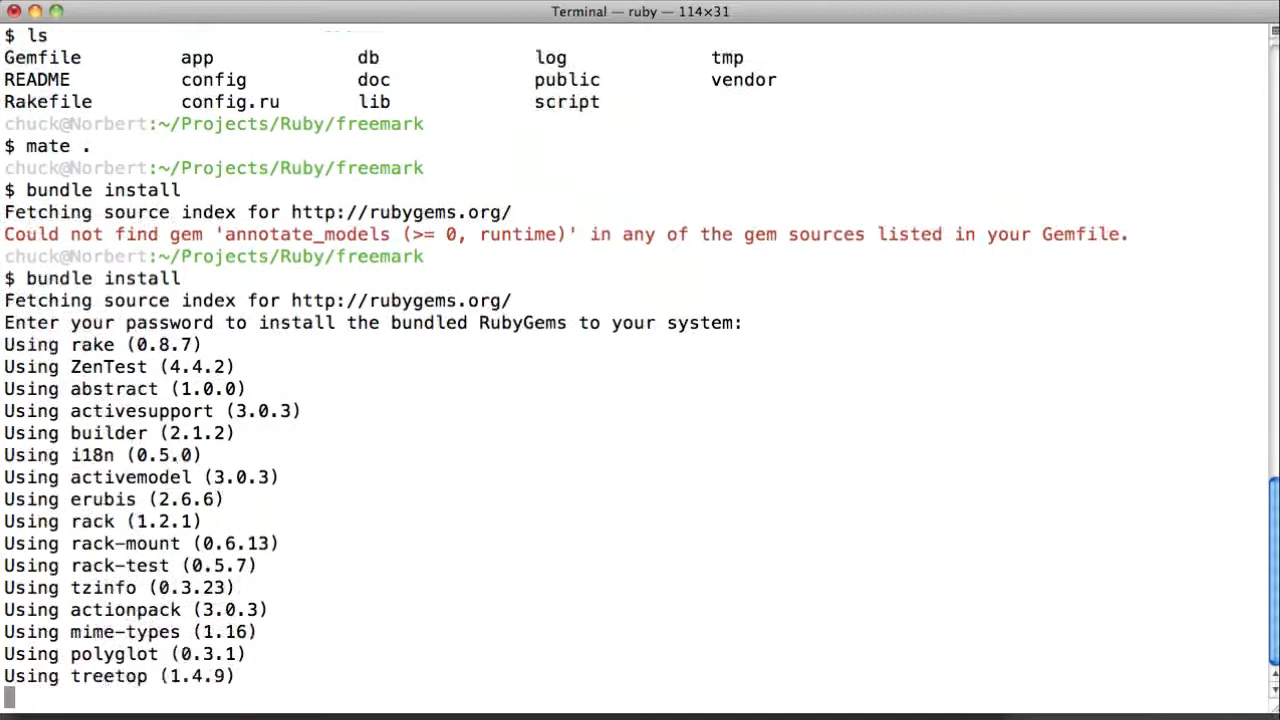 Terminal — ruby — 114×31
$ ls
Gemfile app db log tmp
README config doc public vendor
Rakefile config.ru lib script
chuck@Norbert:~/Projects/Ruby/freemark
$ mate .
chuck@Norbert:~/Projects/Ruby/freemark
$ bundle install
Fetching source index for http://rubygems.org/
Could not find gem 'annotate_models (>= 0, runtime)' in any of the gem sources listed in your Gemfile.
chuck@Norbert:~/Projects/Ruby/freemark
$ bundle install
Fetching source index for http://rubygems.org/
Enter your password to install the bundled RubyGems to your system:
Using rake (0.8.7)
Using ZenTest (4.4.2)
Using abstract (1.0.0)
Using activesupport (3.0.3)
Using builder (2.1.2)
Using i18n (0.5.0)
Using activemodel (3.0.3)
Using erubis (2.6.6)
Using rack (1.2.1)
Using rack-mount (0.6.13)
Using rack-test (0.5.7)
Using tzinfo (0.3.23)
Using actionpack (3.0.3)
Using mime-types (1.16)
Using polyglot (0.3.1)
Using treetop (1.4.9)